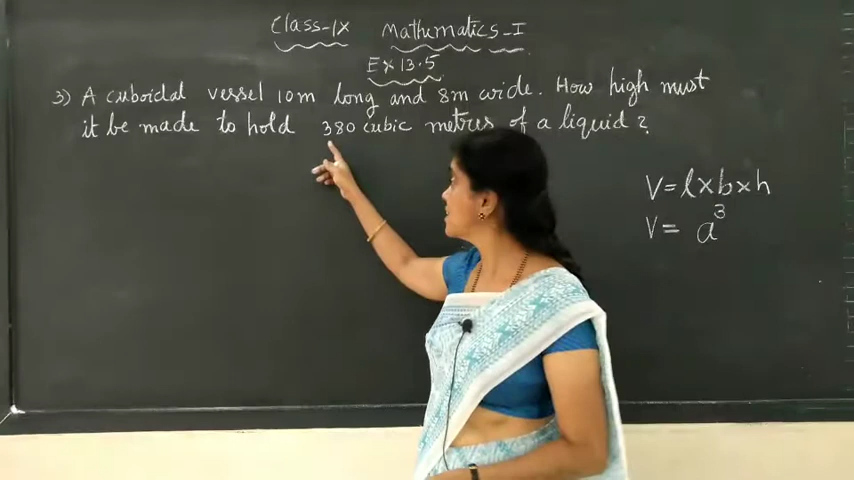 Class-IX Mathematics-I
Ex 13.5
3) A cuboidal vessel 10m long and 8m wide. How high must
it be made to hold 380 cubic metres of a liquid?
V=l×b×h
V= a³